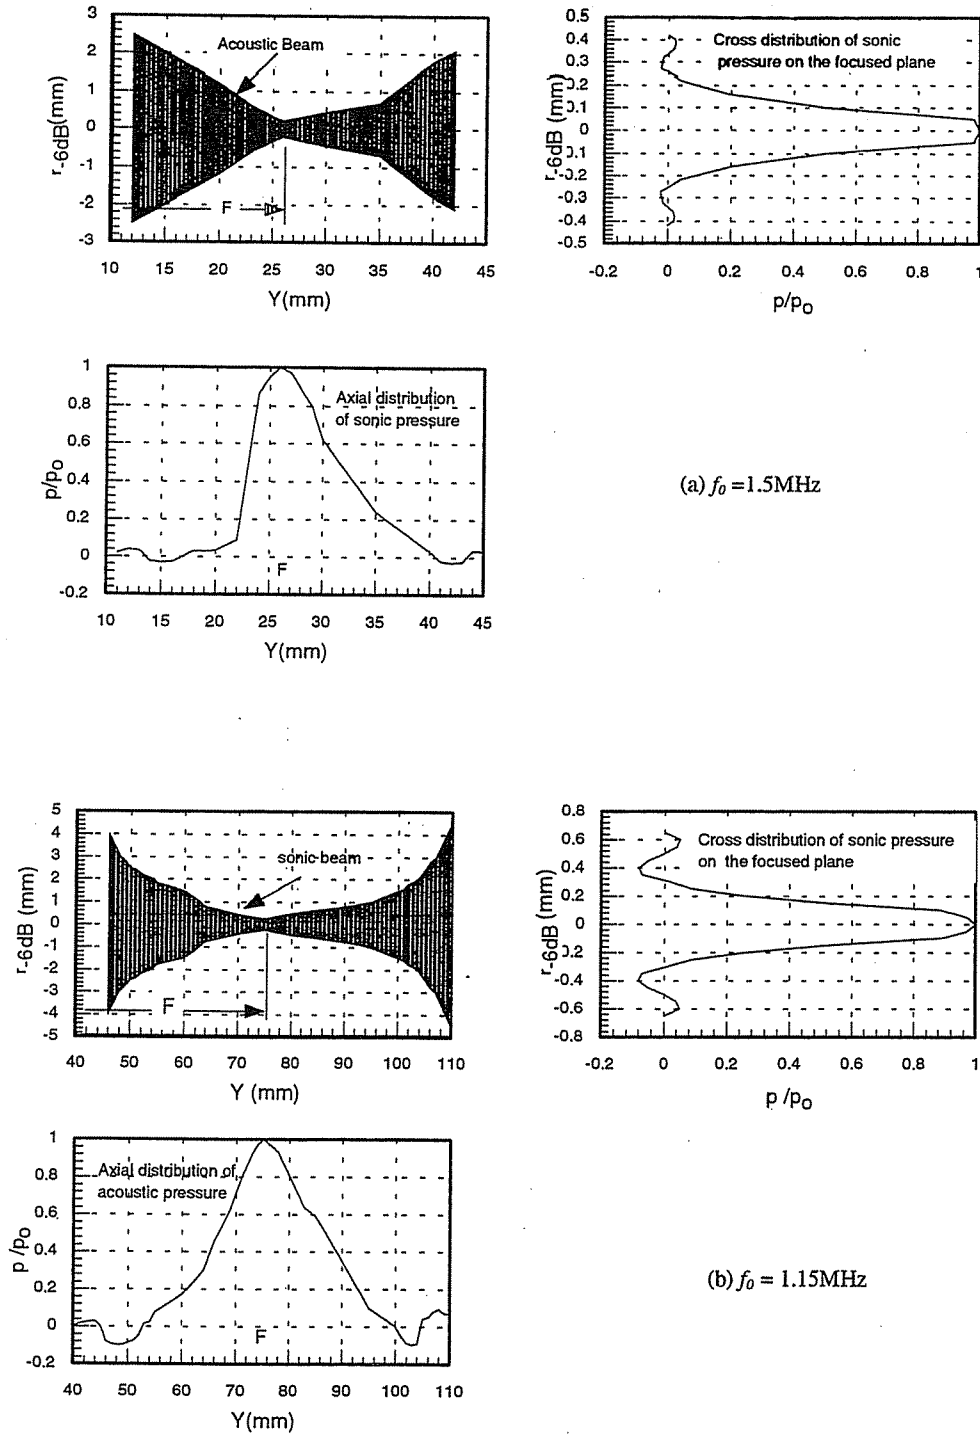 3
2
1
0
-1
-2
-3
r-6dB(mm)
Acoustic Beam
F
10 15 20 25 30 35 40 45
Y(mm)
0.5
0.4
0.3
0.2
0.1
0
0.1
-0.2
-0.3
-0.4
-0.5
r-6dB (mm)
Cross distribution of sonic
pressure on the focused plane
-0.2 0 0.2 0.4 0.6 0.8 1
p/po
1
0.8
0.6
0.4
0.2
0
-0.2
p/po
Axial distribution
of sonic pressure
F
10 15 20 25 30 35 40 45
Y(mm)
(a) f0 =1.5MHz
5
4
3
2
1
0
-1
-2
-3
-4
-5
r-6dB (mm)
sonic-beam
F
40 50 60 70 80 90 100 110
Y (mm)
0.8
0.6
0.4
0.2
0
0.2
-0.4
-0.6
-0.8
r-6dB (mm)
Cross distribution of sonic pressure
on the focused plane
-0.2 0 0.2 0.4 0.6 0.8 1
p /po
1
0.8
0.6
0.4
0.2
0
-0.2
p /po
Axial distribution of
acoustic pressure
F
40 50 60 70 80 90 100 110
Y(mm)
(b) f0 = 1.15MHz